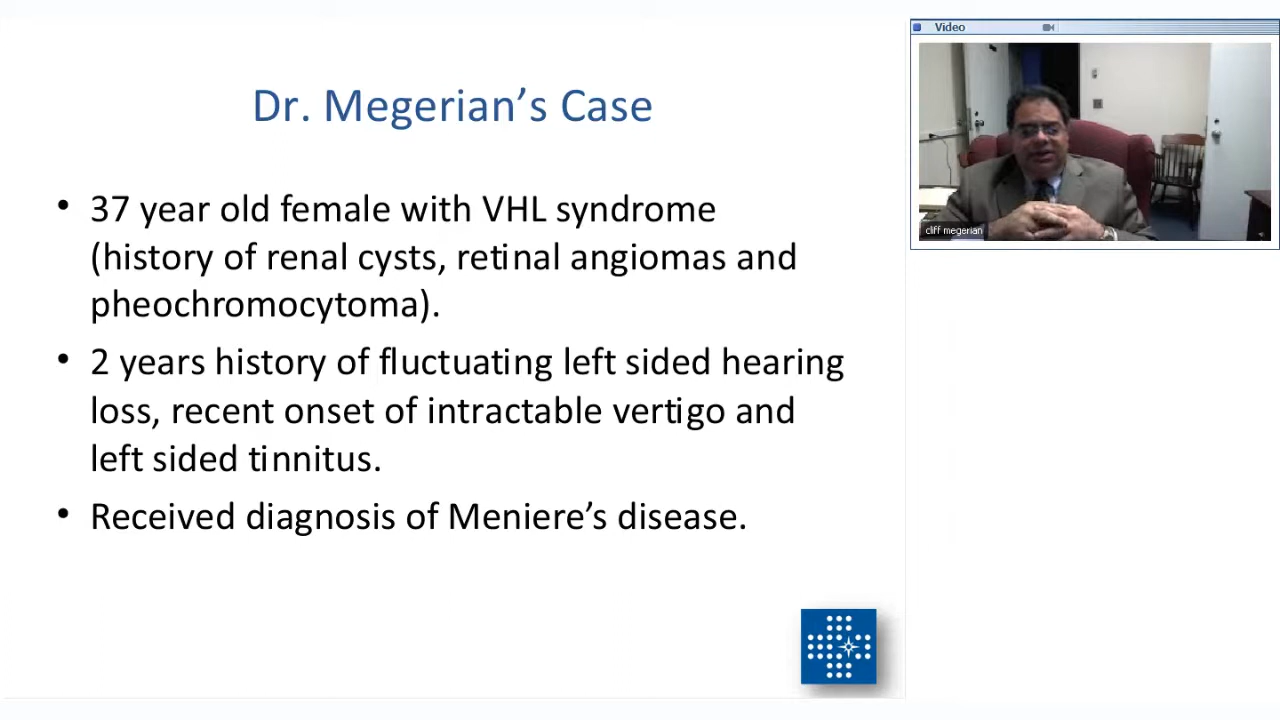 Dr. Megerian’s Case
• 37 year old female with VHL syndrome
(history of renal cysts, retinal angiomas and
pheochromocytoma).
• 2 years history of fluctuating left sided hearing
loss, recent onset of intractable vertigo and
left sided tinnitus.
• Received diagnosis of Meniere’s disease.
Video
cliff megerian